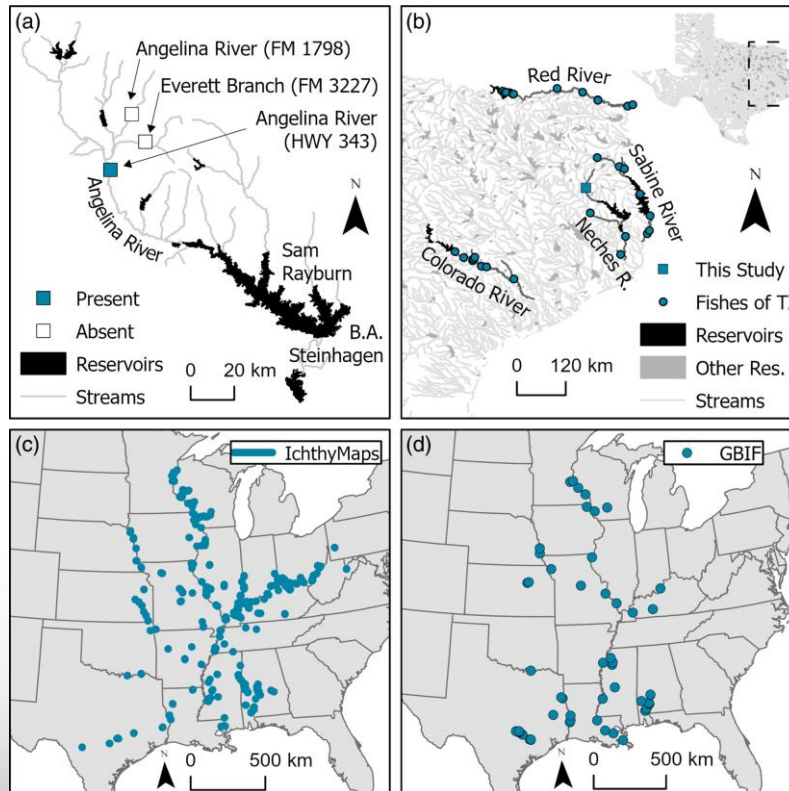 (a)
Angelina River (FM 1798)
Everett Branch (FM 3227)
Angelina River
(HWY 343)
Angelina River
N
Sam
Rayburn
B.A.
Steinhagen
Present
Absent
Reservoirs
Streams
0 20 km
(b)
Red River
Sabine River
Neches R.
Colorado River
N
This Study
Fishes of T
Reservoirs
Other Res.
Streams
0 120 km
(c)
IchthyMaps
N
0 500 km
(d)
GBIF
N
0 500 km